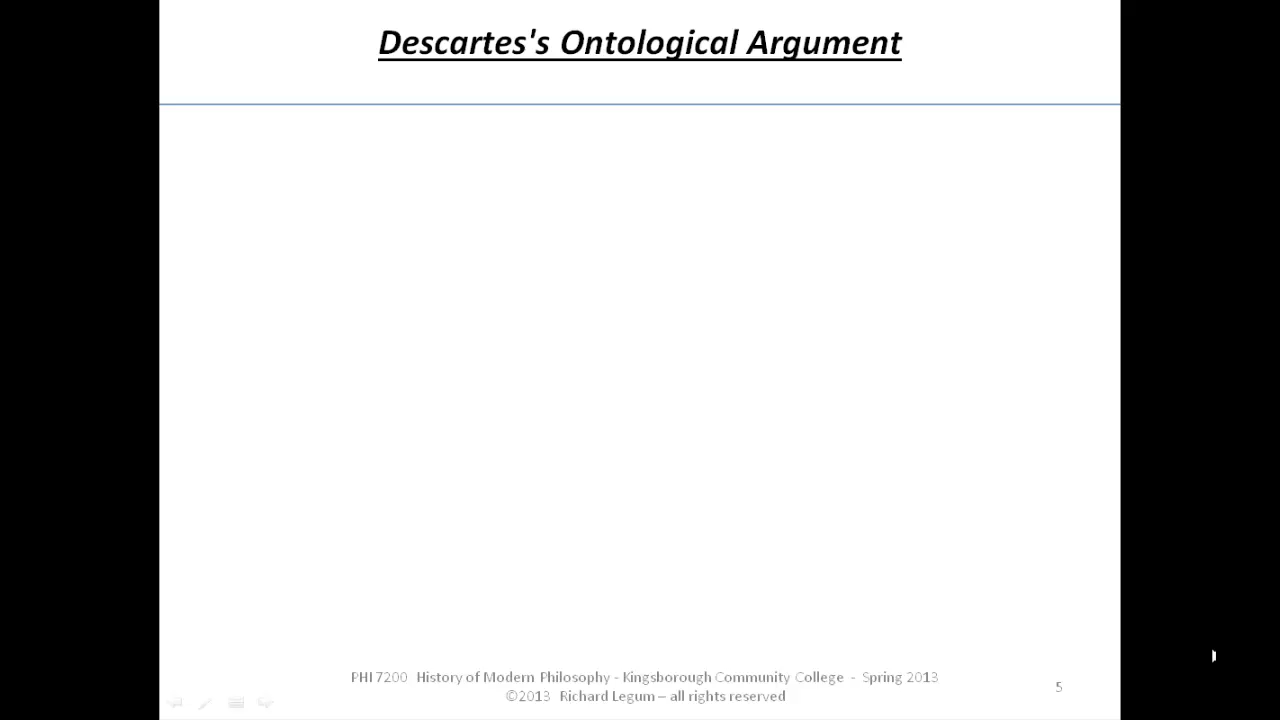 Descartes's Ontological Argument
PHI 7200 History of Modern Philosophy - Kingsborough Community College - Spring 2013
©2013 Richard Legum – all rights reserved
5